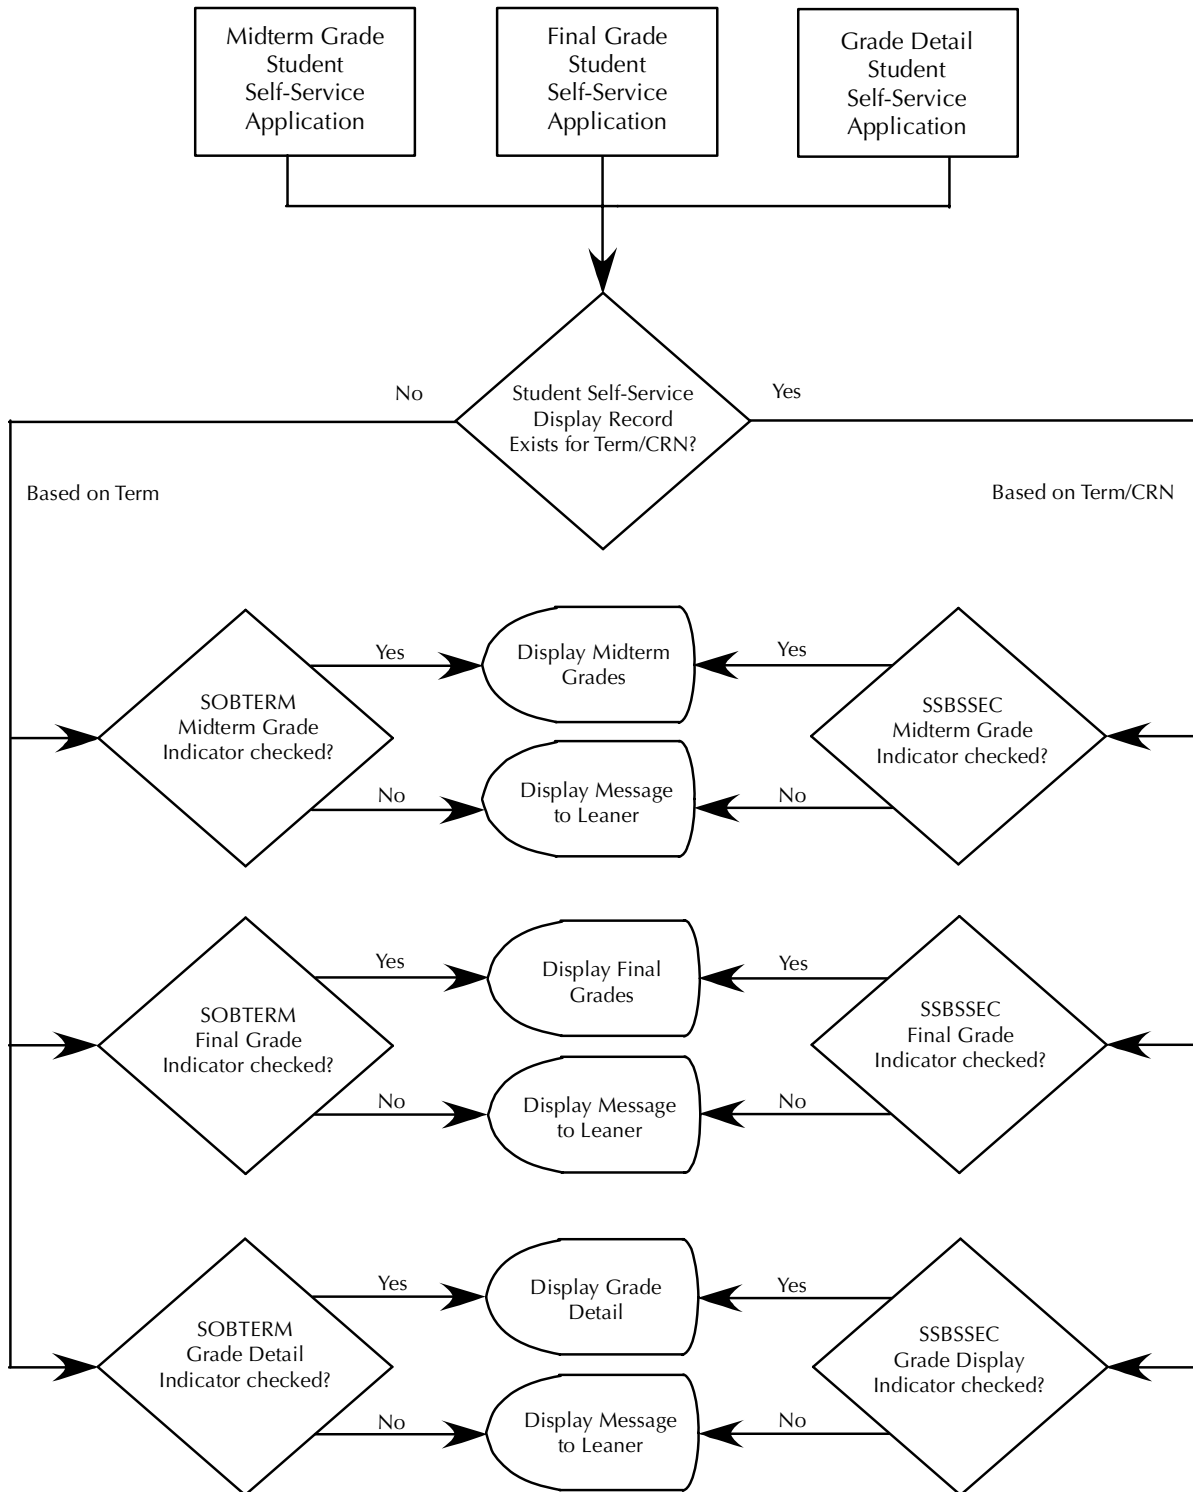 Midterm Grade
Student
Self-Service
Application
Final Grade
Student
Self-Service
Application
Grade Detail
Student
Self-Service
Application
No
Student Self-Service
Display Record
Exists for Term/CRN?
Yes
Based on Term
Based on Term/CRN
SOBTERM
Midterm Grade
Indicator checked?
Yes
Display Midterm
Grades
Yes
SSBSSEC
Midterm Grade
Indicator checked?
No
Display Message
to Leaner
No
SOBTERM
Final Grade
Indicator checked?
Yes
Display Final
Grades
Yes
SSBSSEC
Final Grade
Indicator checked?
No
Display Message
to Leaner
No
SOBTERM
Grade Detail
Indicator checked?
Yes
Display Grade
Detail
Yes
SSBSSEC
Grade Display
Indicator checked?
No
Display Message
to Leaner
No